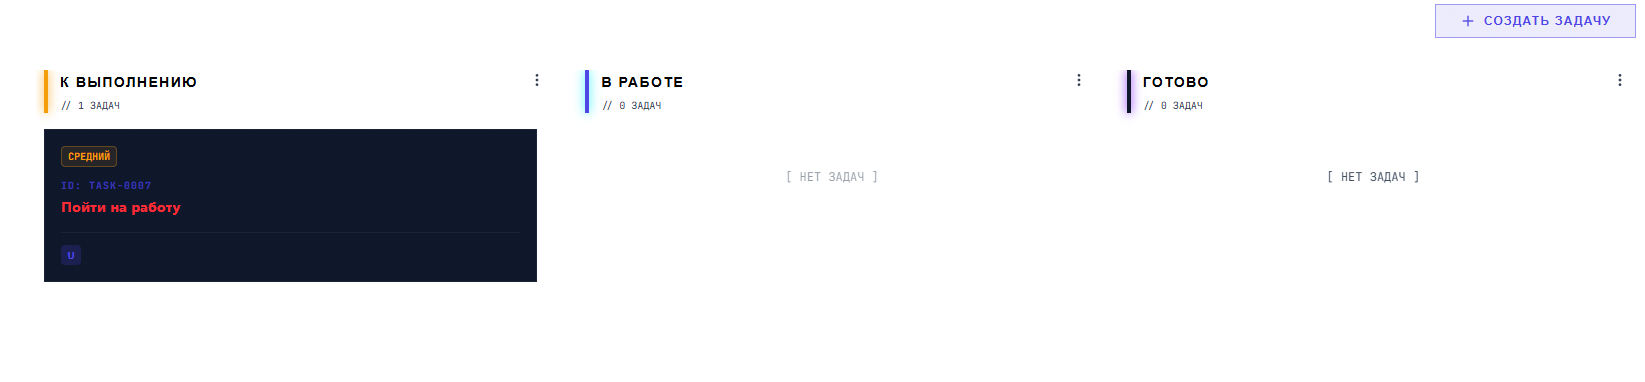 СОЗДАТЬ ЗАДАЧУ
К ВЫПОЛНЕНИЮ
// 1 ЗАДАЧ
СРЕДНИЙ
ID: TASK-0007
Пойти на работу
U
В РАБОТЕ
// 0 ЗАДАЧ
[ НЕТ ЗАДАЧ ]
ГОТОВО
// 0 ЗАДАЧ
[ НЕТ ЗАДАЧ ]